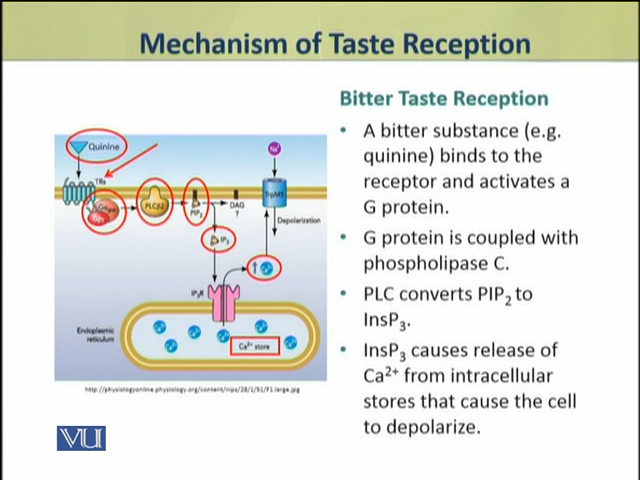 Mechanism of Taste Reception
Bitter Taste Reception
• A bitter substance (e.g.
quinine) binds to the
receptor and activates a
G protein.
• G protein is coupled with
phospholipase C.
• PLC converts PIP2 to
InsP3.
• InsP3 causes release of
Ca2+ from intracellular
stores that cause the cell
to depolarize.
Quinine
Na+
TRs
PLCβ2
PIP2
DAG
?
TrpM5
Depolarization
IP3
IP3R
Endoplasmic
reticulum
Ca2+ store
http://physiologyonline.physiology.org/content/nips/28/1/51/F1.large.jpg
VU